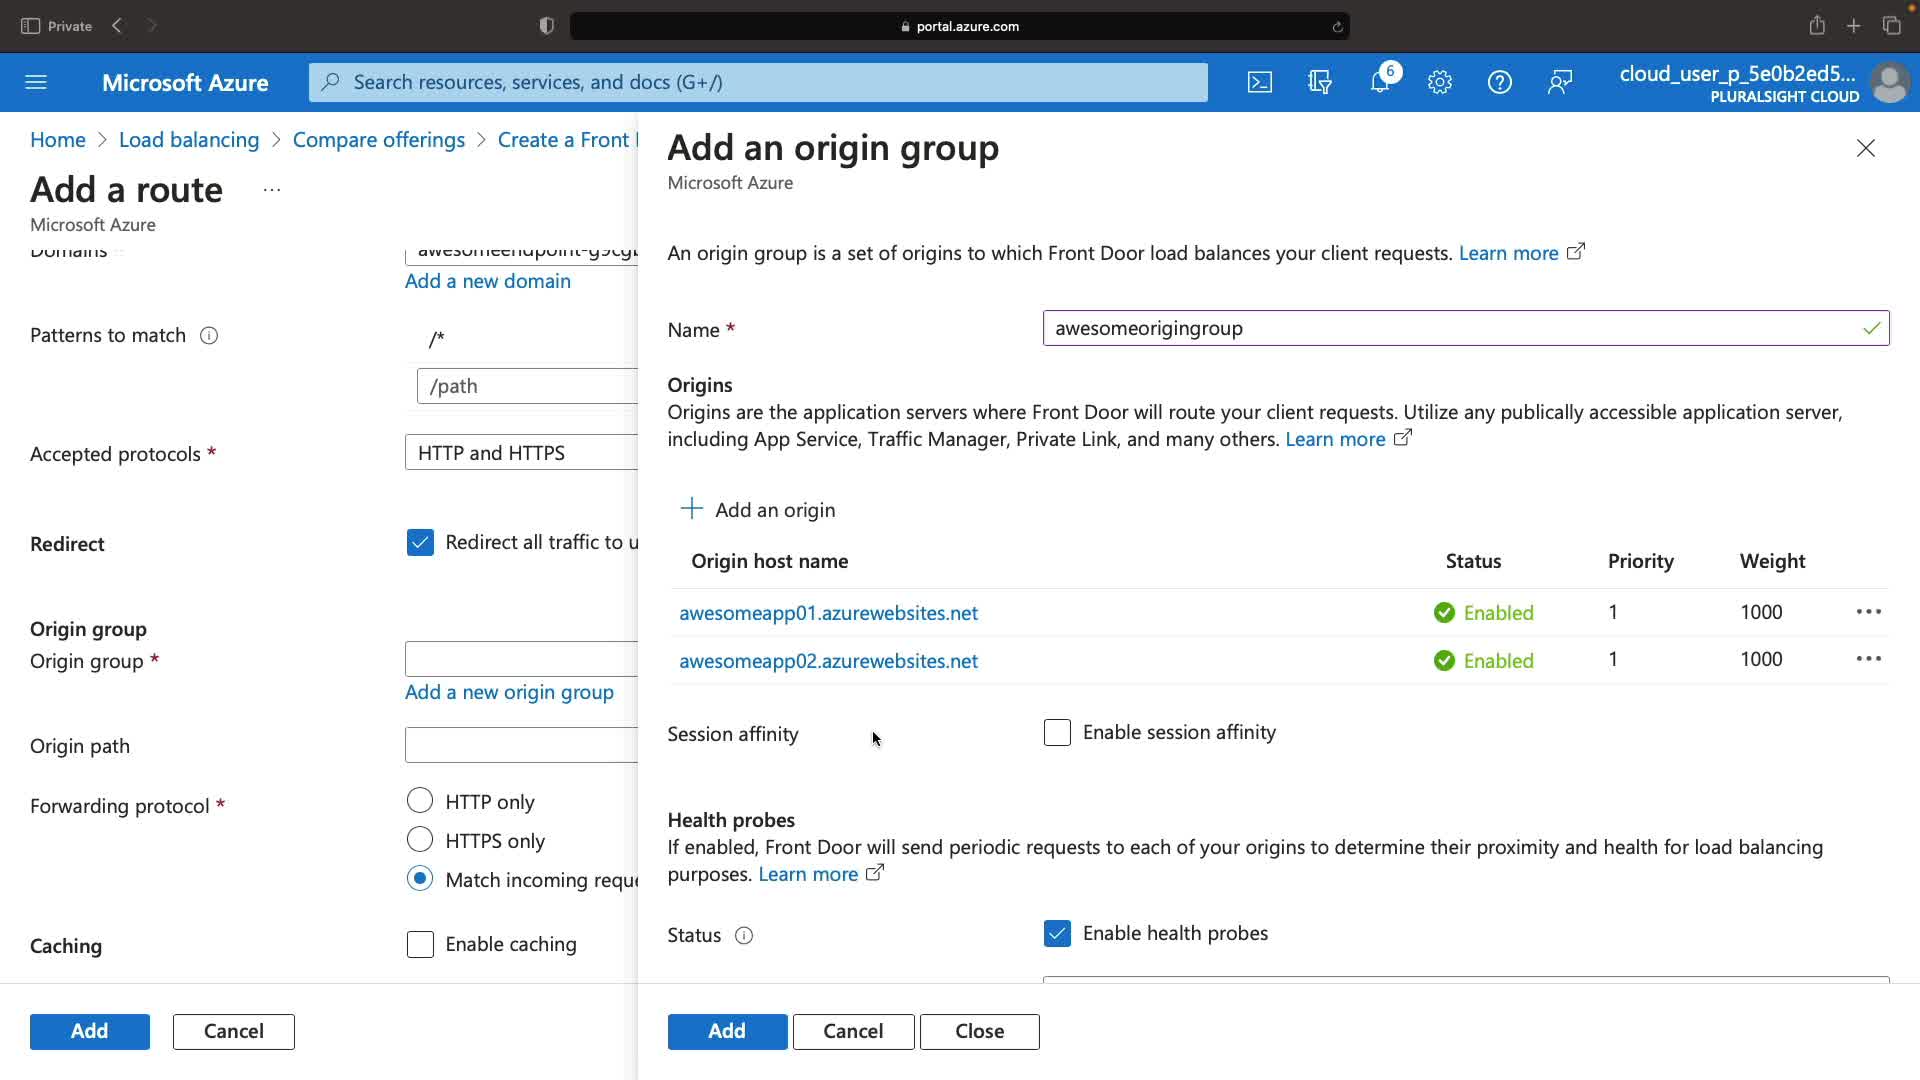 Private
portal.azure.com
Microsoft Azure
Search resources, services, and docs (G+/)
6
cloud_user_p_5e0b2ed5...
PLURALSIGHT CLOUD
Home > Load balancing > Compare offerings > Create a Front
Add a route ...
Microsoft Azure
Domains
awesomeendpoint-g9cgb
Add a new domain
Patterns to match
/*
/path
Accepted protocols *
HTTP and HTTPS
Redirect
Redirect all traffic to u
Origin group
Origin group *
Add a new origin group
Origin path
Forwarding protocol *
HTTP only
HTTPS only
Match incoming reque
Caching
Enable caching
Add
Cancel
Add an origin group
Microsoft Azure
An origin group is a set of origins to which Front Door load balances your client requests. Learn more
Name *
awesomeorigingroup
Origins
Origins are the application servers where Front Door will route your client requests. Utilize any publically accessible application server,
including App Service, Traffic Manager, Private Link, and many others. Learn more
+ Add an origin
Origin host name Status Priority Weight
awesomeapp01.azurewebsites.net Enabled 1 1000 ...
awesomeapp02.azurewebsites.net Enabled 1 1000 ...
Session affinity
Enable session affinity
Health probes
If enabled, Front Door will send periodic requests to each of your origins to determine their proximity and health for load balancing
purposes. Learn more
Status
Enable health probes
Add
Cancel
Close